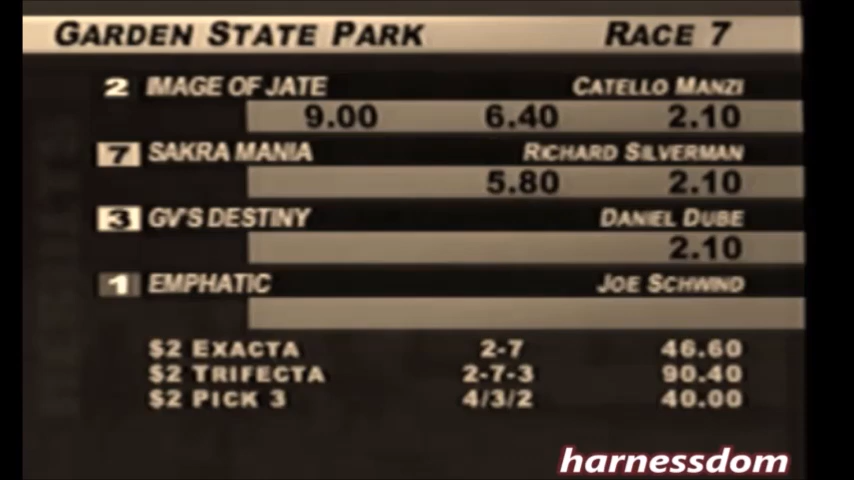 GARDEN STATE PARK RACE 7
2 IMAGE OF JATE CATELLO MANZI
9.00 6.40 2.10
7 SAKRA MANIA RICHARD SILVERMAN
5.80 2.10
3 GV'S DESTINY DANIEL DUBE
2.10
1 EMPHATIC JOE SCHWIND
$2 EXACTA 2-7 46.60
$2 TRIFECTA 2-7-3 90.40
$2 PICK 3 4/3/2 40.00
harnessdom